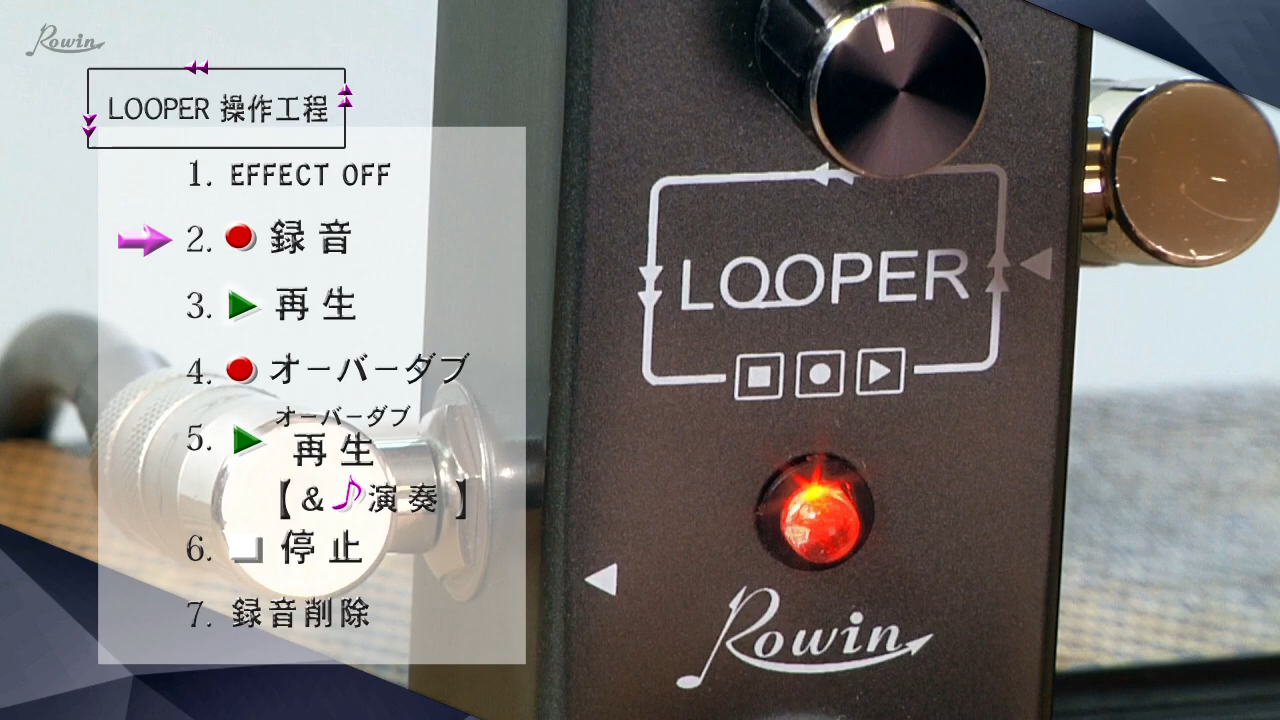 Rowin
LOOPER 操作工程
1. EFFECT OFF
2. 録音
3. 再生
4. オーバーダブ
オーバーダブ
5. 再生
【&♪演奏】
6. 停止
7. 録音削除
LOOPER
Rowin